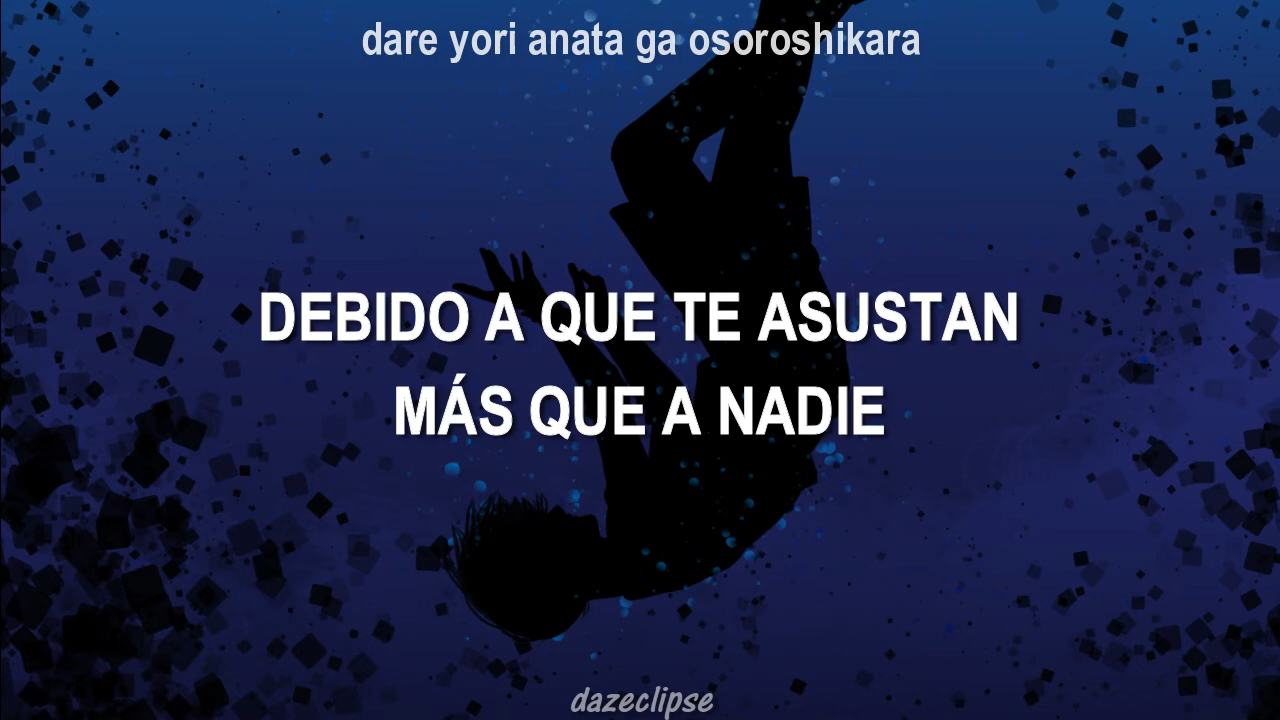 dare yori anata ga osoroshikara
DEBIDO A QUE TE ASUSTAN
MÁS QUE A NADIE
dazeclipse